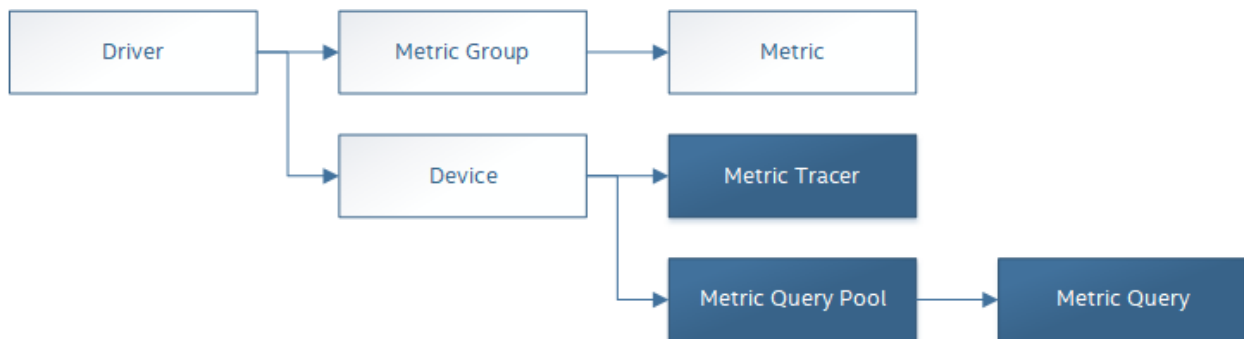 Driver
Metric Group
Metric
Device
Metric Tracer
Metric Query Pool
Metric Query